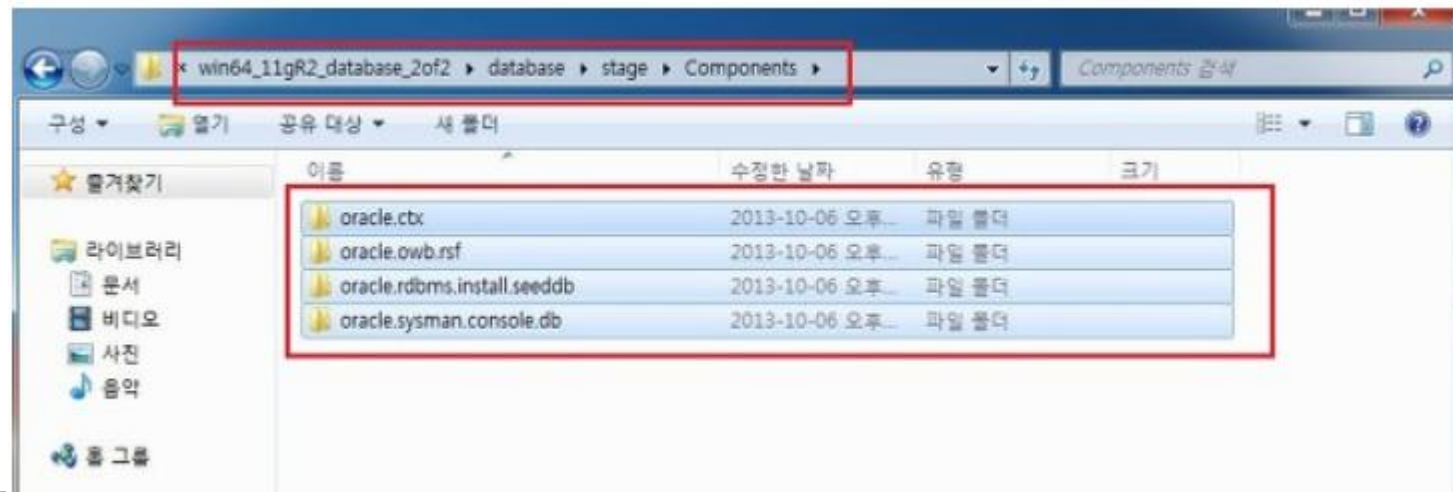 win64_11gR2_database_2of2 ▸ database ▸ stage ▸ Components ▸ Components 검색
구성 열기 공유 대상 새 폴더
이름 수정한 날짜 유형 크기
즐겨찾기
oracle.ctx 2013-10-06 오후... 파일 폴더
라이브러리 oracle.owb.rsf 2013-10-06 오후... 파일 폴더
문서 oracle.rdbms.install.seeddb 2013-10-06 오후... 파일 폴더
비디오 oracle.sysman.console.db 2013-10-06 오후... 파일 폴더
사진
음악
홈 그룹